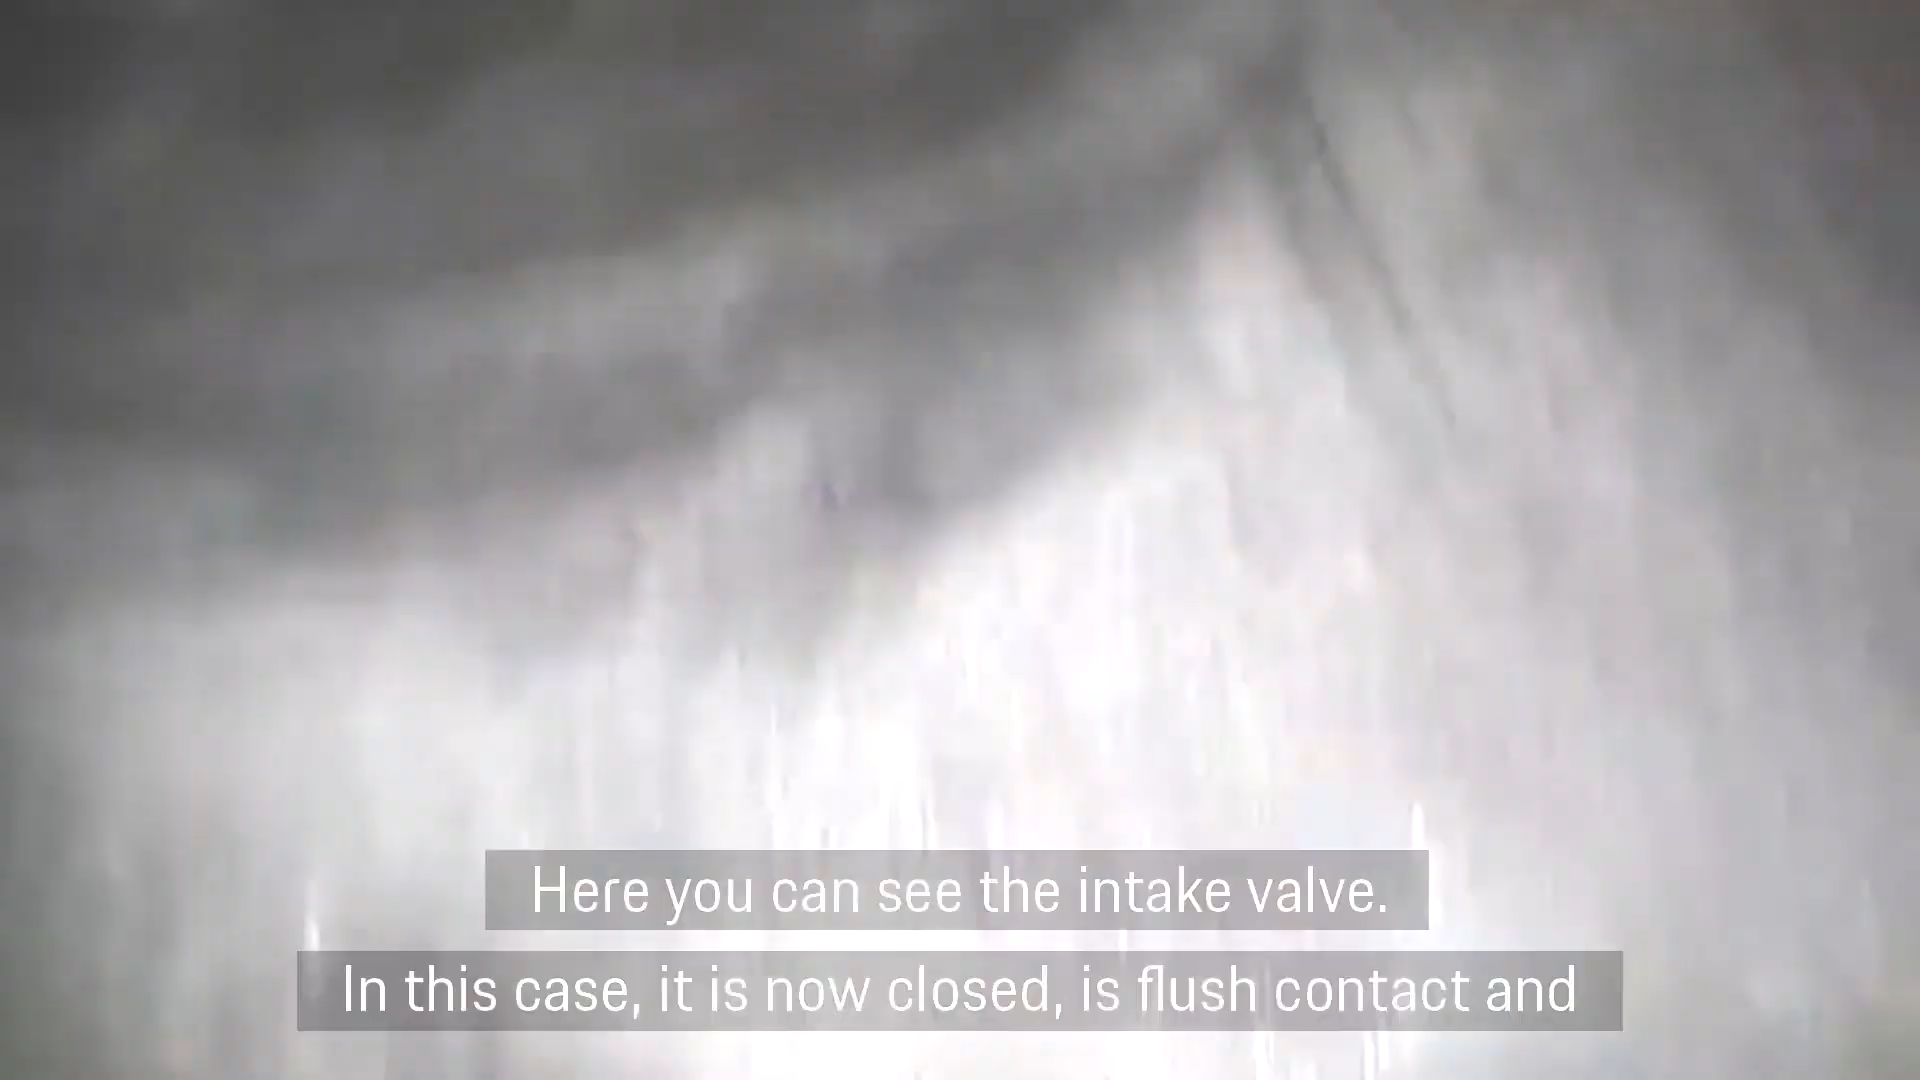 Here you can see the intake valve.
In this case, it is now closed, is flush contact and